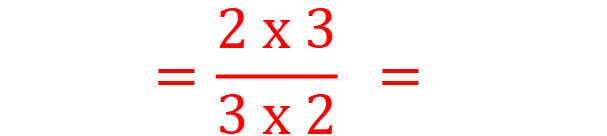 2 x 3
= =
3 x 2